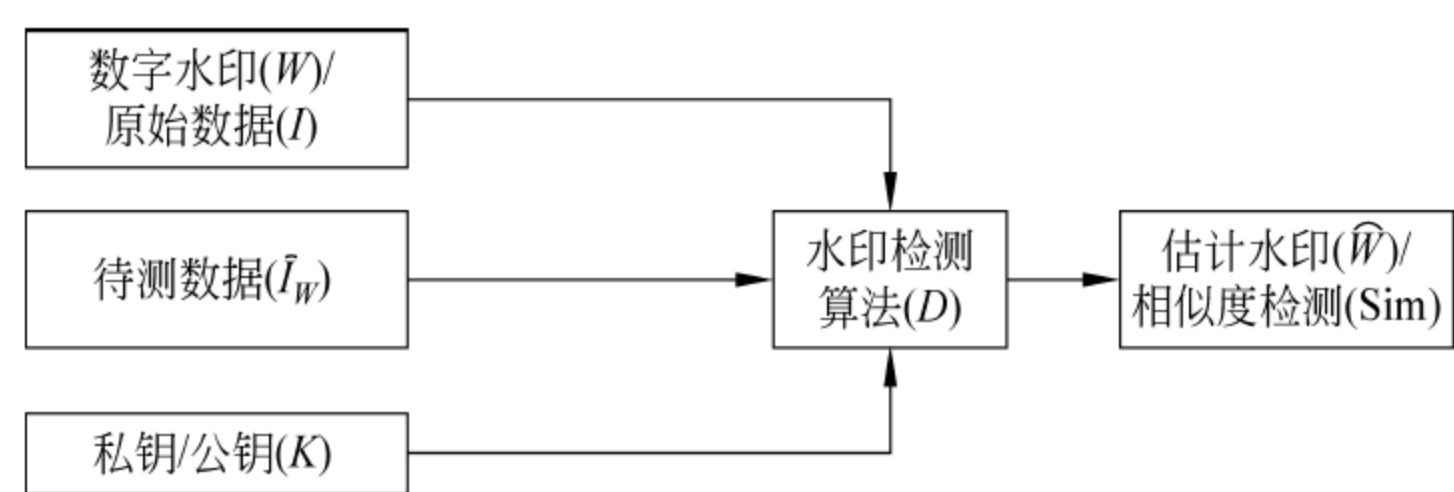 数字水印(W)/
原始数据(I)
待测数据(Ĩ_W)
水印检测
算法(D)
估计水印(Ŵ)/
相似度检测(Sim)
私钥/公钥(K)